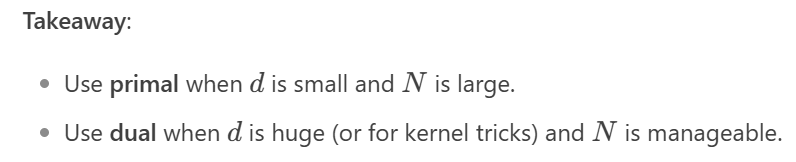 Takeaway:
• Use primal when d is small and N is large.
• Use dual when d is huge (or for kernel tricks) and N is manageable.